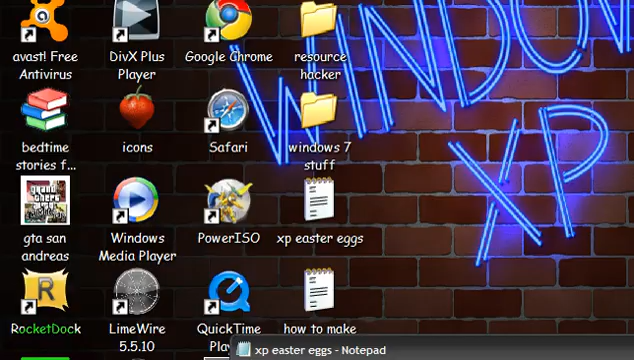 avast! Free
Antivirus
DivX Plus
Player
Google Chrome
resource
hacker
bedtime
stories f...
icons
Safari
windows 7
stuff
gta san
andreas
Windows
Media Player
PowerISO
xp easter eggs
RocketDock
LimeWire
5.5.10
QuickTime
how to make
xp easter eggs - Notepad
WINDOW
XP